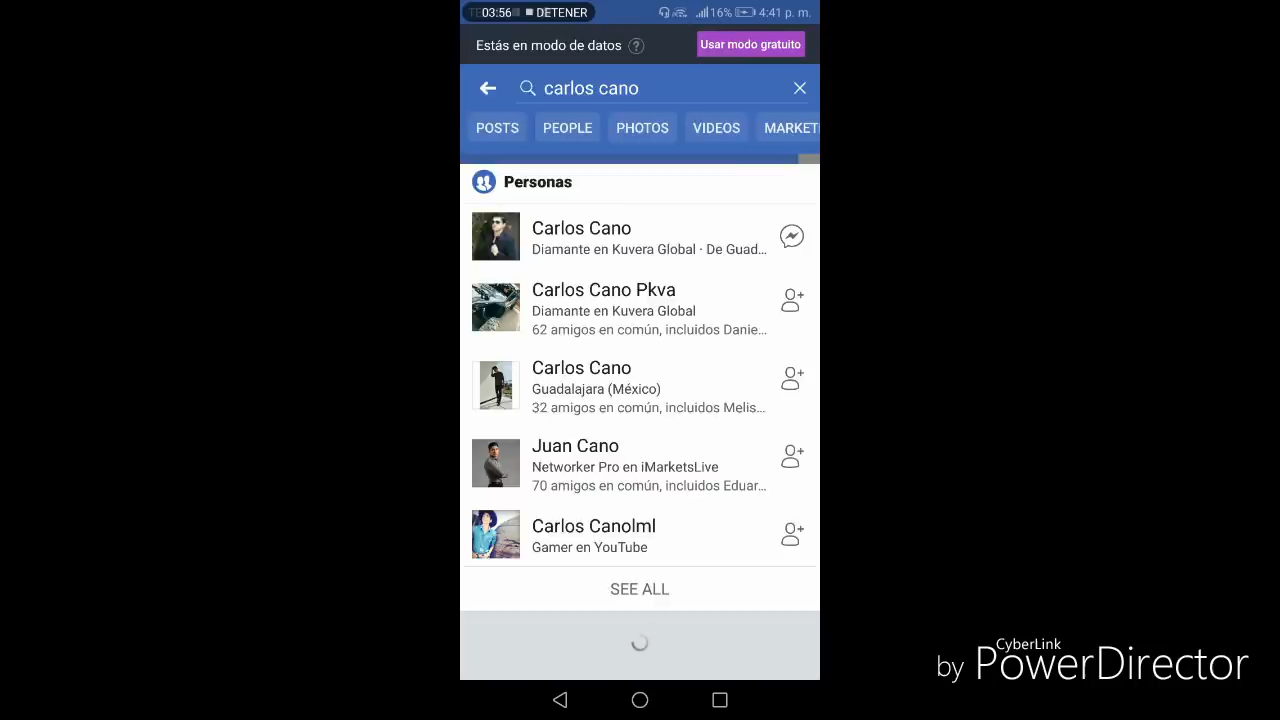 03:56 DETENER 16% 4:41 p. m.
Estás en modo de datos ? Usar modo gratuito
carlos cano
POSTS PEOPLE PHOTOS VIDEOS MARKET
Personas
Carlos Cano
Diamante en Kuvera Global · De Guad...
Carlos Cano Pkva
Diamante en Kuvera Global
62 amigos en común, incluidos Danie...
Carlos Cano
Guadalajara (México)
32 amigos en común, incluidos Melis...
Juan Cano
Networker Pro en iMarketsLive
70 amigos en común, incluidos Eduar...
Carlos Canolml
Gamer en YouTube
SEE ALL
CyberLink
by PowerDirector